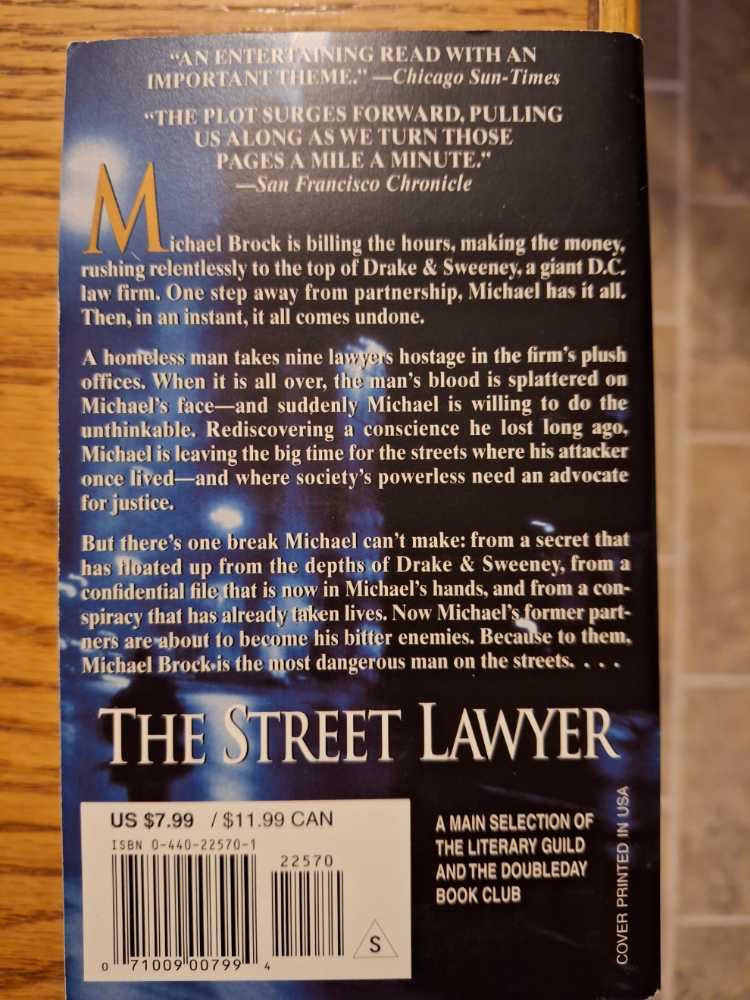 “AN ENTERTAINING READ WITH AN
IMPORTANT THEME.” —Chicago Sun-Times
“THE PLOT SURGES FORWARD, PULLING
US ALONG AS WE TURN THOSE
PAGES A MILE A MINUTE.”
—San Francisco Chronicle
Michael Brock is billing the hours, making the money,
rushing relentlessly to the top of Drake & Sweeney, a giant D.C.
law firm. One step away from partnership, Michael has it all.
Then, in an instant, it all comes undone.
A homeless man takes nine lawyers hostage in the firm’s plush
offices. When it is all over, the man’s blood is splattered on
Michael’s face—and suddenly Michael is willing to do the
unthinkable. Rediscovering a conscience he lost long ago,
Michael is leaving the big time for the streets where his attacker
once lived—and where society’s powerless need an advocate
for justice.
But there’s one break Michael can’t make: from a secret that
has floated up from the depths of Drake & Sweeney, from a
confidential file that is now in Michael’s hands, and from a con-
spiracy that has already taken lives. Now Michael’s former part-
ners are about to become his bitter enemies. Because to them,
Michael Brock is the most dangerous man on the streets. . . .
THE STREET LAWYER
US $7.99 / $11.99 CAN
ISBN 0-440-22570-1
22570
0 71009 00799 4
S
A MAIN SELECTION OF
THE LITERARY GUILD
AND THE DOUBLEDAY
BOOK CLUB
COVER PRINTED IN USA